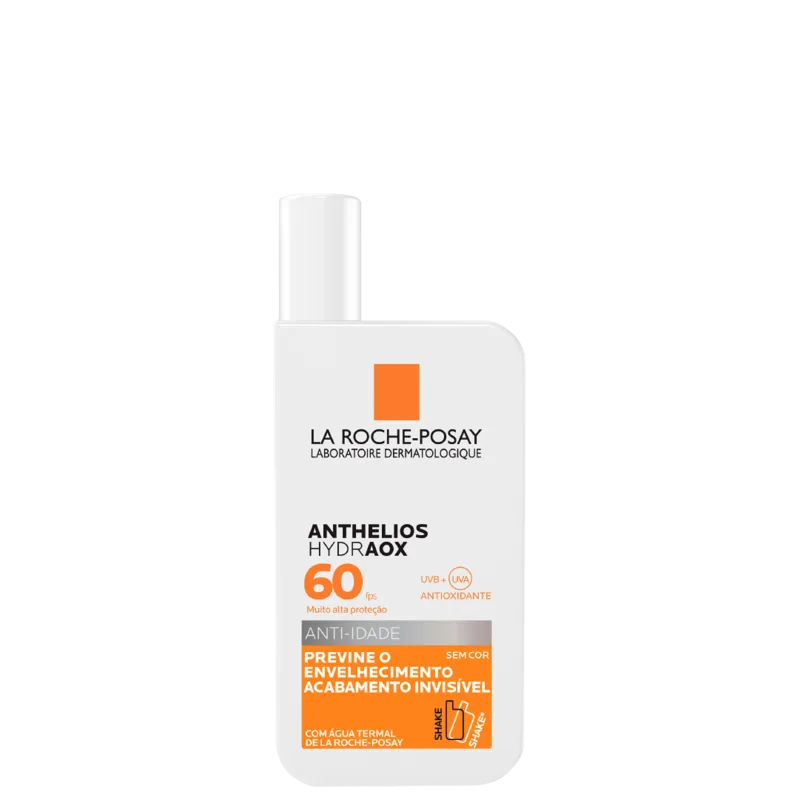 LA ROCHE-POSAY
LABORATOIRE DERMATOLOGIQUE
ANTHELIOS
HYDRAOX
60 fps
Muito alta proteção
UVB + UVA
ANTIOXIDANTE
ANTI-IDADE
SEM COR
PREVINE O
ENVELHECIMENTO
ACABAMENTO INVISÍVEL
COM ÁGUA TERMAL
DE LA ROCHE-POSAY
SHAKE
SHAKE*